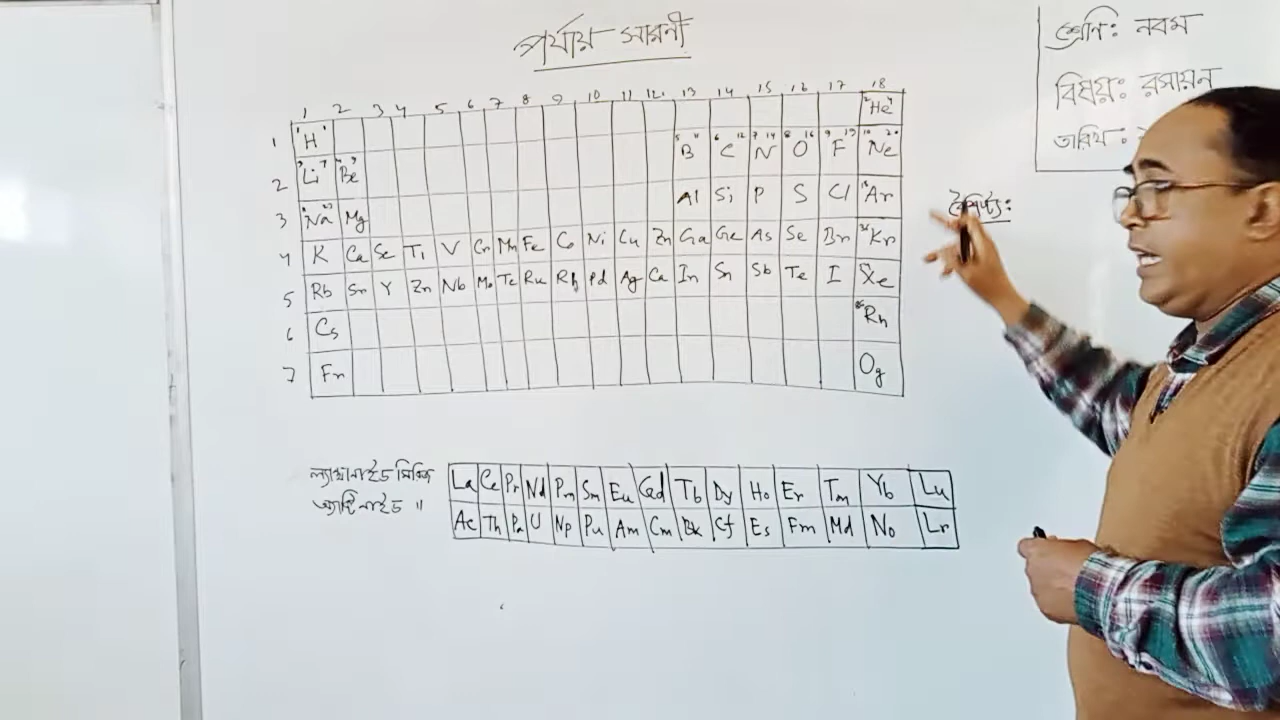 পর্যায় সারনী
শ্রেনি: নবম
বিষয়: রসায়ন
তারিখ:
বৈশিষ্ট্য:
1 2 3 4 5 6 7 8 9 10 11 12 13 14 15 16 17 18
1 H He
2 Li Be B C N O F Ne
3 Na Mg Al Si P S Cl Ar
4 K Ca Sc Ti V Cr Mn Fe Co Ni Cu Zn Ga Ge As Se Br Kr
5 Rb Sr Y Zn Nb Mo Tc Ru Rh Pd Ag Ca In Sn Sb Te I Xe
6 Cs Rn
7 Fr Og
ল্যান্থানাইড সিরিজ La Ce Pr Nd Pm Sm Eu Gd Tb Dy Ho Er Tm Yb Lu
অ্যাক্টিনাইড " Ac Th Pa U Np Pu Am Cm Bk Cf Es Fm Md No Lr